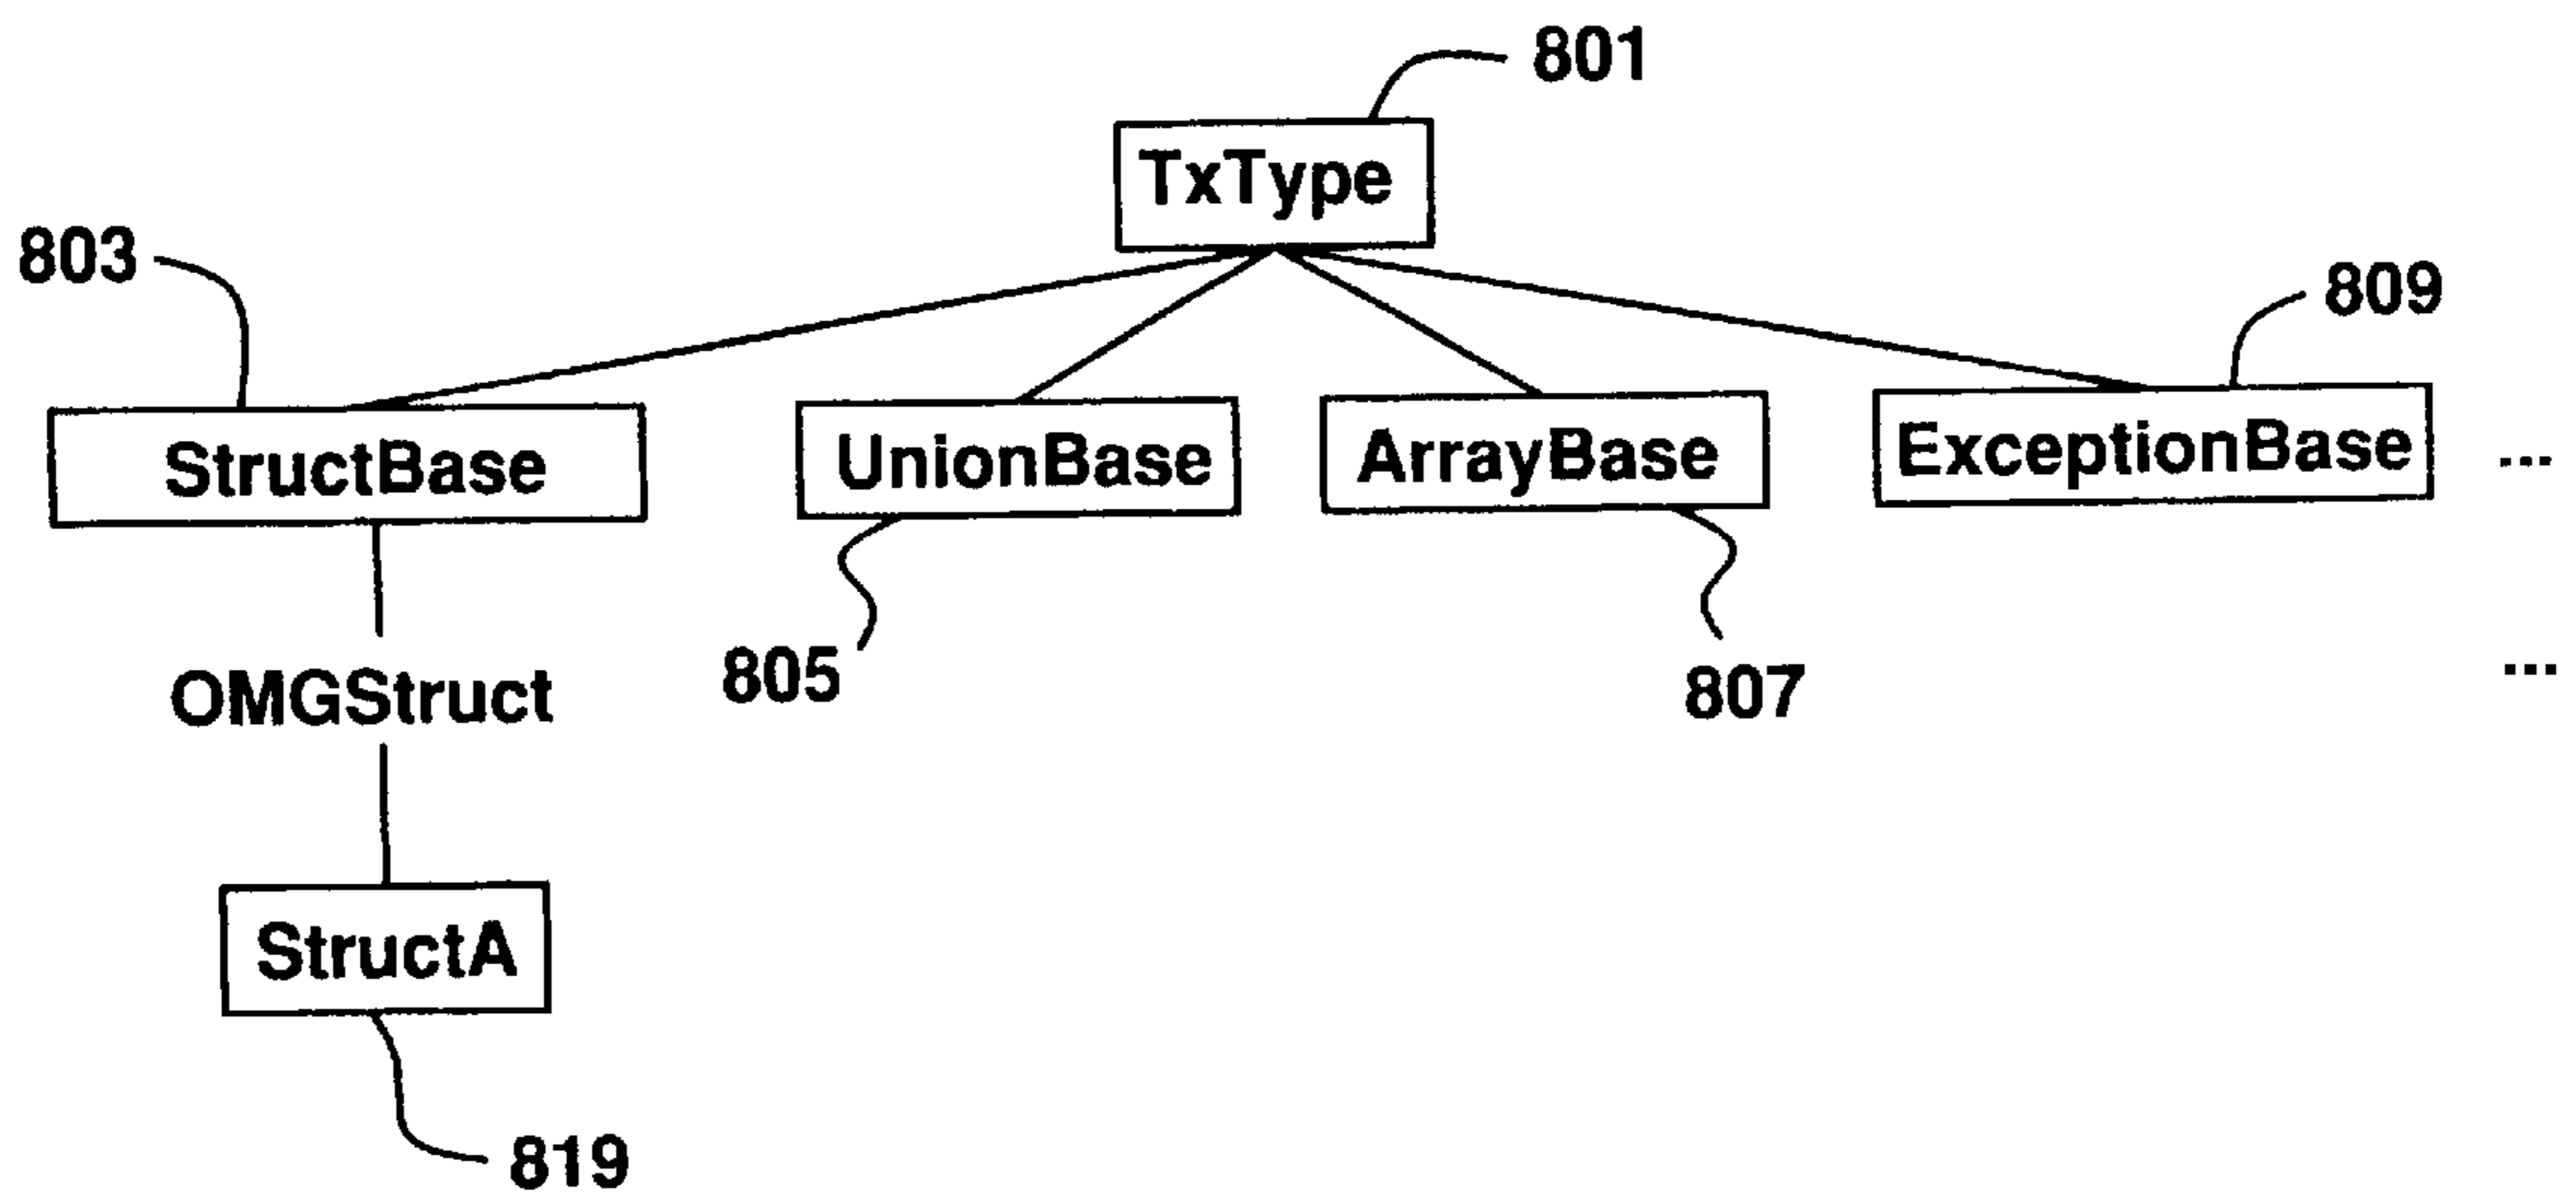 801
TxType
803
809
StructBase
UnionBase
ArrayBase
ExceptionBase
...
OMGStruct
805
807
...
StructA
819